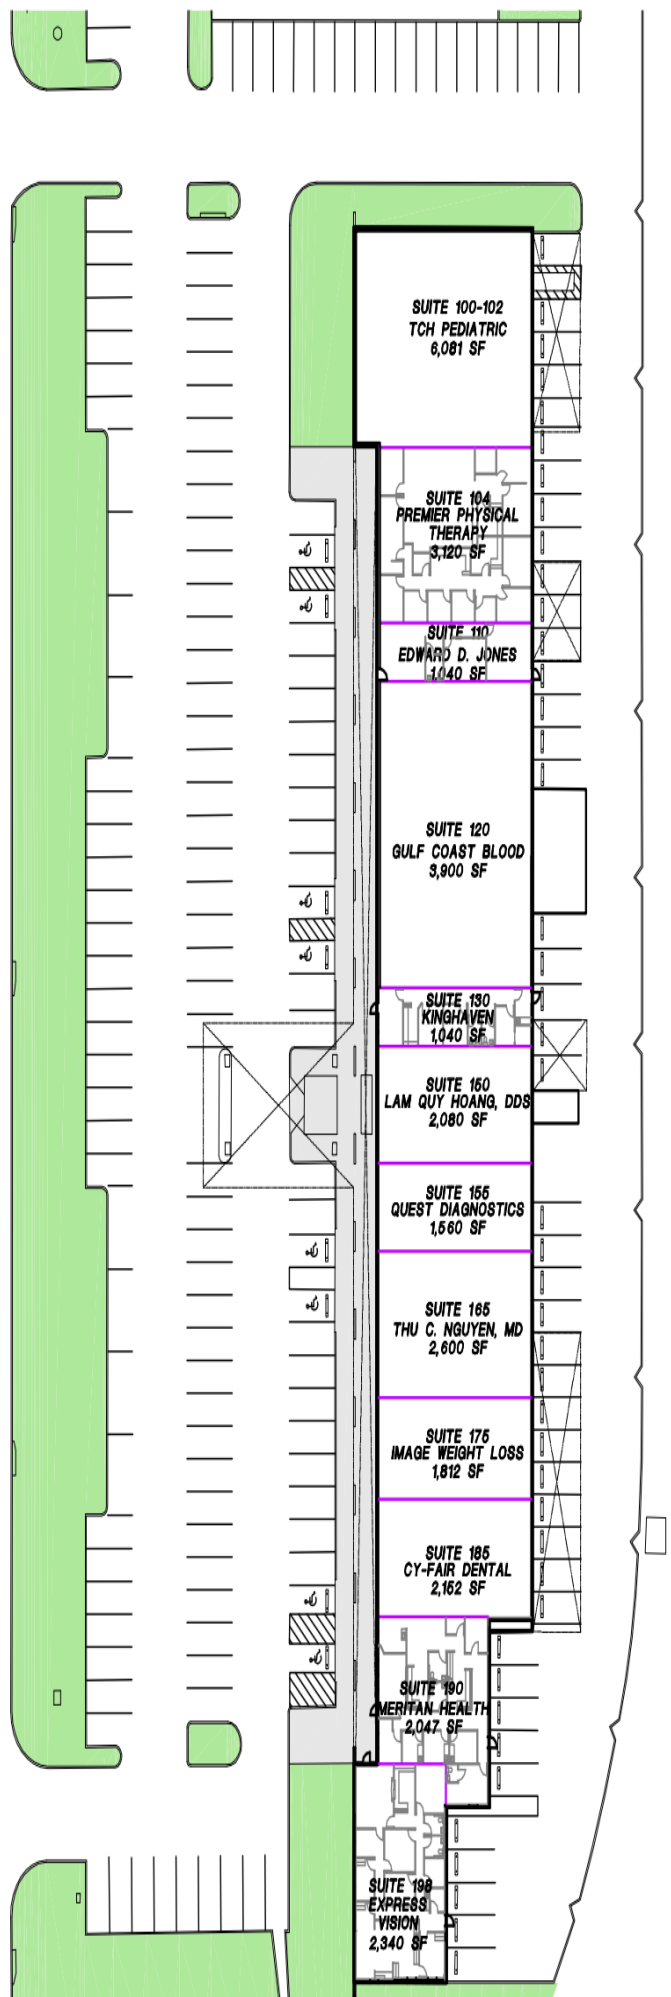 SUITE 100-102
TCH PEDIATRIC
6,081 SF
SUITE 104
PREMIER PHYSICAL
THERAPY
3,120 SF
SUITE 110
EDWARD D. JONES
1,040 SF
SUITE 120
GULF COAST BLOOD
3,900 SF
SUITE 130
KINGHAVEN
1,040 SF
SUITE 150
LAM QUY HOANG, DDS
2,080 SF
SUITE 155
QUEST DIAGNOSTICS
1,560 SF
SUITE 165
THU C. NGUYEN, MD
2,600 SF
SUITE 175
IMAGE WEIGHT LOSS
1,812 SF
SUITE 185
CY-FAIR DENTAL
2,152 SF
SUITE 190
MERITAN HEALTH
2,047 SF
SUITE 198
EXPRESS
VISION
2,340 SF